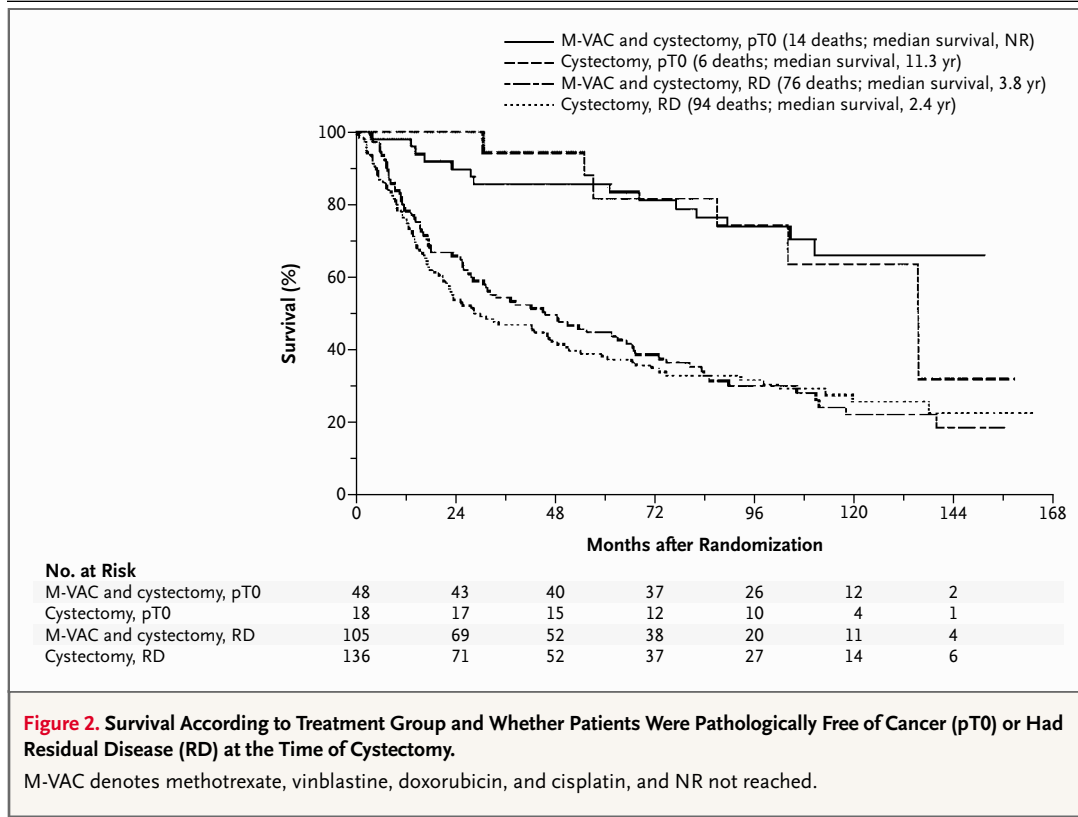 M-VAC and cystectomy, pT0 (14 deaths; median survival, NR)
Cystectomy, pT0 (6 deaths; median survival, 11.3 yr)
M-VAC and cystectomy, RD (76 deaths; median survival, 3.8 yr)
Cystectomy, RD (94 deaths; median survival, 2.4 yr)
100
80
60
40
20
0
Survival (%)
0 24 48 72 96 120 144 168
Months after Randomization
No. at Risk
M-VAC and cystectomy, pT0 48 43 40 37 26 12 2
Cystectomy, pT0 18 17 15 12 10 4 1
M-VAC and cystectomy, RD 105 69 52 38 20 11 4
Cystectomy, RD 136 71 52 37 27 14 6
Figure 2. Survival According to Treatment Group and Whether Patients Were Pathologically Free of Cancer (pT0) or Had
Residual Disease (RD) at the Time of Cystectomy.
M-VAC denotes methotrexate, vinblastine, doxorubicin, and cisplatin, and NR not reached.